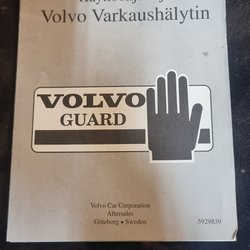 Volvo Varkaushälytin
VOLVO
GUARD
Volvo Car Corporation
Aftersales
Göteborg • Sweden
5929839